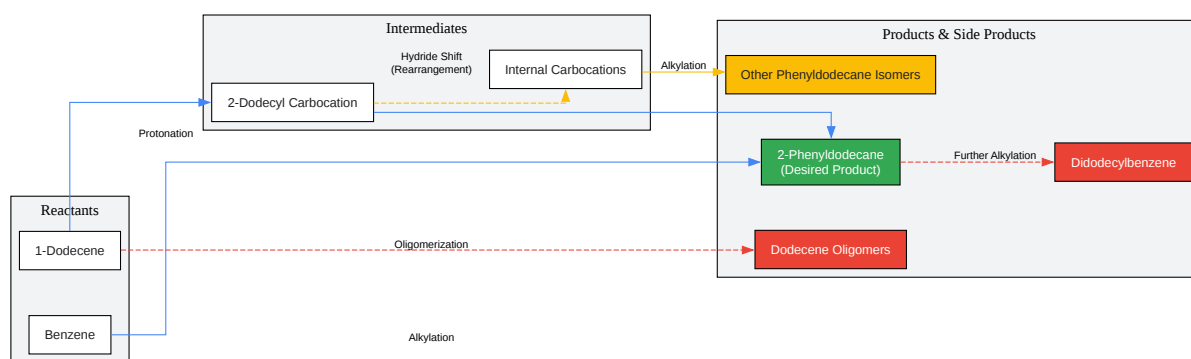 Intermediates
Products & Side Products
Hydride Shift
(Rearrangement)
Internal Carbocations
Alkylation
Other Phenyldodecane Isomers
2-Dodecyl Carbocation
Protonation
2-Phenyldodecane
(Desired Product)
Further Alkylation
Didodecylbenzene
Reactants
1-Dodecene
Oligomerization
Dodecene Oligomers
Benzene
Alkylation